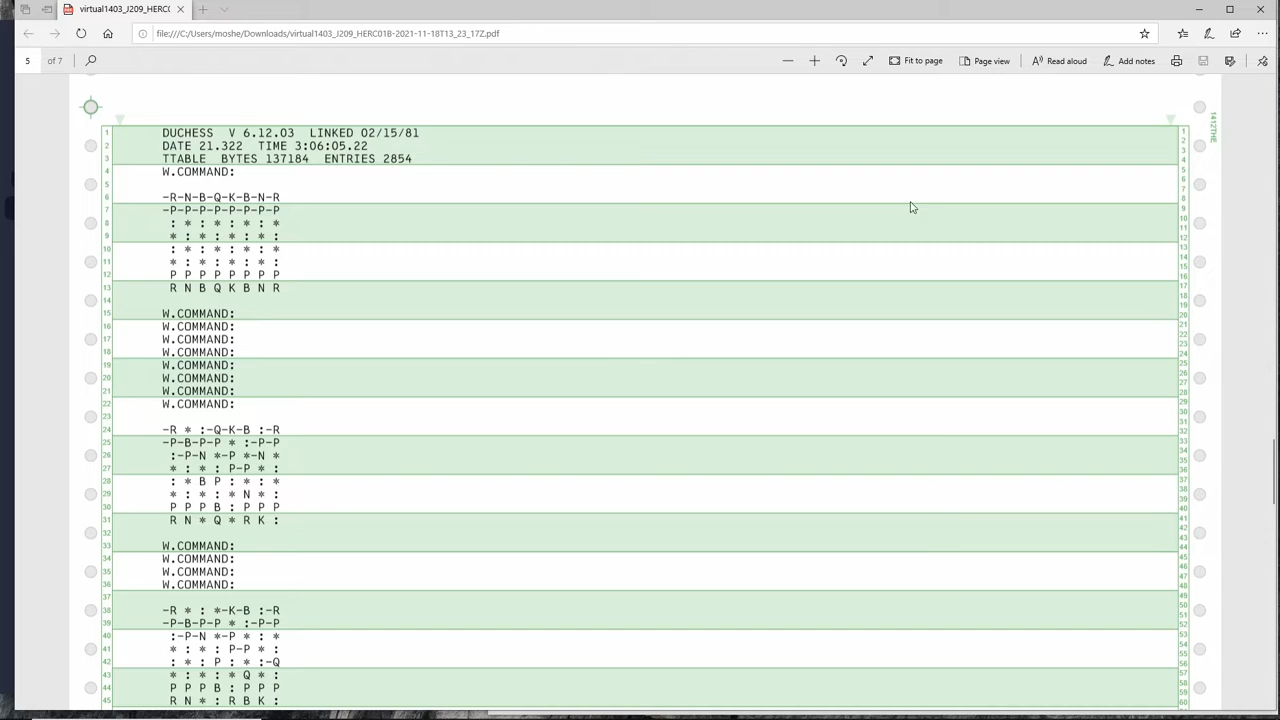 virtual1403_J209_HERC0
file:///C:/Users/moshe/Downloads/virtual1403_J209_HERC01B-2021-11-18T13_23_17Z.pdf
5 of 7
Fit to page
Page view
Read aloud
Add notes
1412THE
DUCHESS V 6.12.03 LINKED 02/15/81
DATE 21.322 TIME 3:06:05.22
TTABLE BYTES 137184 ENTRIES 2854
W.COMMAND:
-R-N-B-Q-K-B-N-R
-P-P-P-P-P-P-P-P
: * : * : * : *
* : * : * : * :
: * : * : * : *
* : * : * : * :
P P P P P P P P
R N B Q K B N R
W.COMMAND:
W.COMMAND:
W.COMMAND:
W.COMMAND:
W.COMMAND:
W.COMMAND:
W.COMMAND:
W.COMMAND:
-R * :-Q-K-B :-R
-P-B-P-P * :-P-P
:-P-N *-P *-N *
* : * : P-P * :
: * B P : * : *
* : * : * N * :
P P P B : P P P
R N * Q * R K :
W.COMMAND:
W.COMMAND:
W.COMMAND:
W.COMMAND:
-R * : *-K-B :-R
-P-B-P-P * :-P-P
:-P-N *-P * : *
* : * : P-P * :
: * : P : * :-Q
* : * : * Q * :
P P P B : P P P
R N * : R B K :